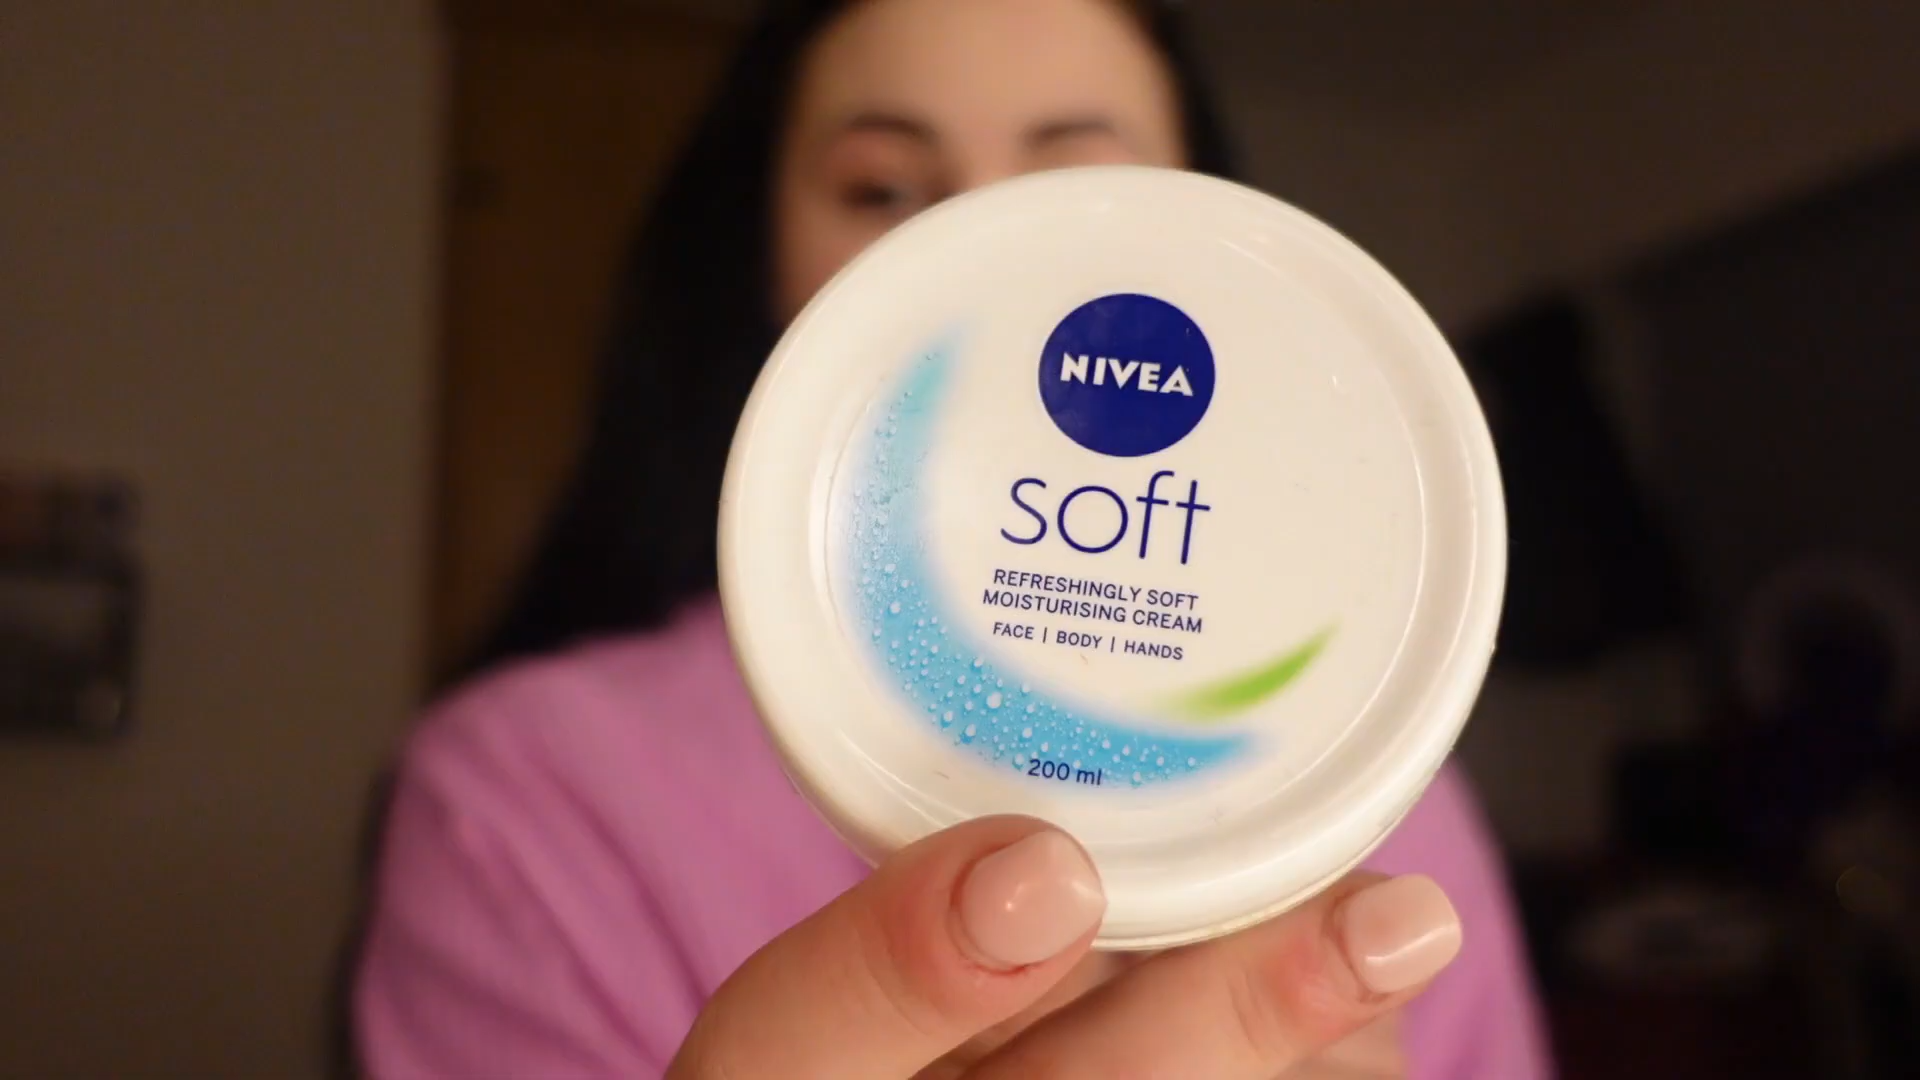 NIVEA
soft
REFRESHINGLY SOFT
MOISTURISING CREAM
FACE | BODY | HANDS
200 ml